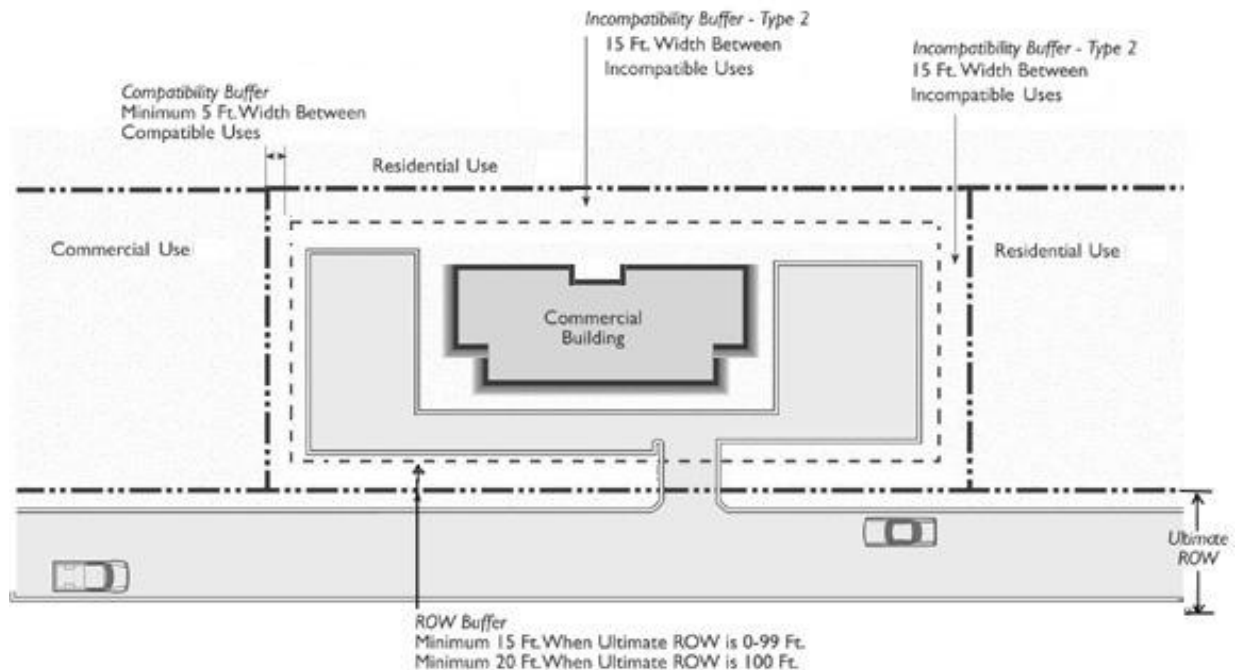 Incompatibility Buffer - Type 2
15 Ft. Width Between
Incompatible Uses
Incompatibility Buffer - Type 2
15 Ft. Width Between
Incompatible Uses
Compatibility Buffer
Minimum 5 Ft. Width Between
Compatible Uses
Residential Use
Commercial Use
Residential Use
Commercial
Building
Ultimate
ROW
ROW Buffer
Minimum 15 Ft. When Ultimate ROW is 0-99 Ft.
Minimum 20 Ft. When Ultimate ROW is 100 Ft.